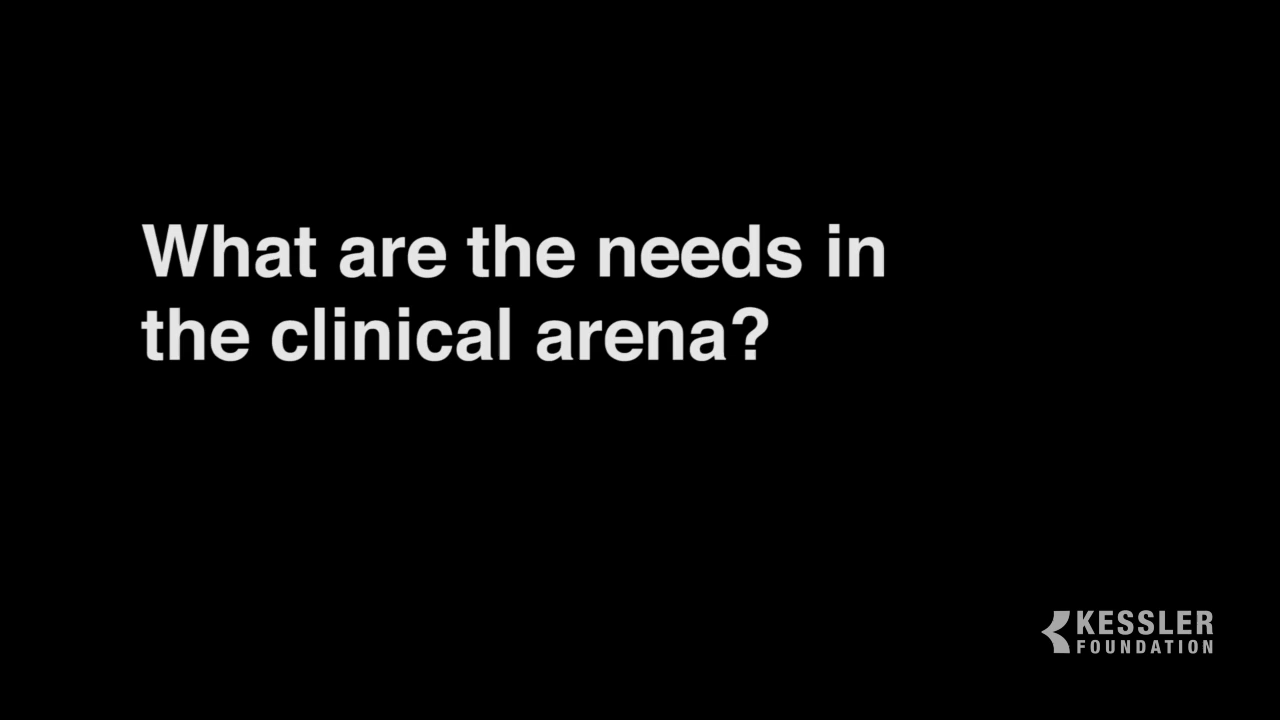 What are the needs in
the clinical arena?
KESSLER
FOUNDATION